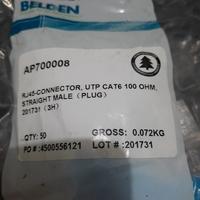 BELDEN
AP700008
RJ45-CONNECTOR, UTP CAT6 100 OHM,
STRAIGHT MALE (PLUG)
201731 (3H)
QTY: 50 GROSS: 0.072KG
PO #: 4500556121 LOT #: 201731